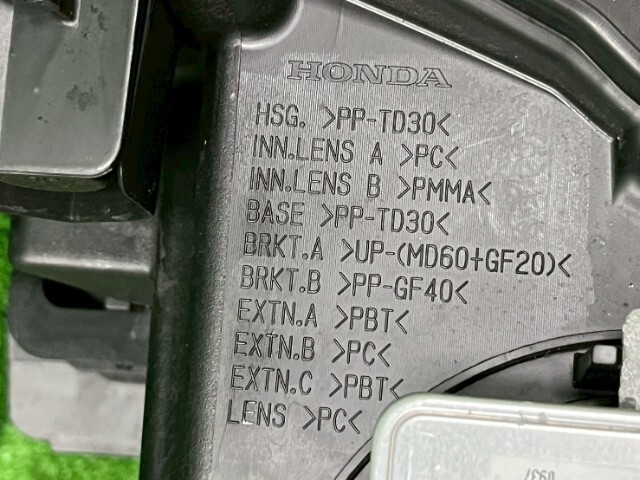 HONDA
HSG. >PP-TD30<
INN.LENS A >PC<
INN.LENS B >PMMA<
BASE >PP-TD30<
BRKT.A >UP-(MD60+GF20)<
BRKT.B >PP-GF40<
EXTN.A >PBT<
EXTN.B >PC<
EXTN.C >PBT<
LENS >PC<
0937